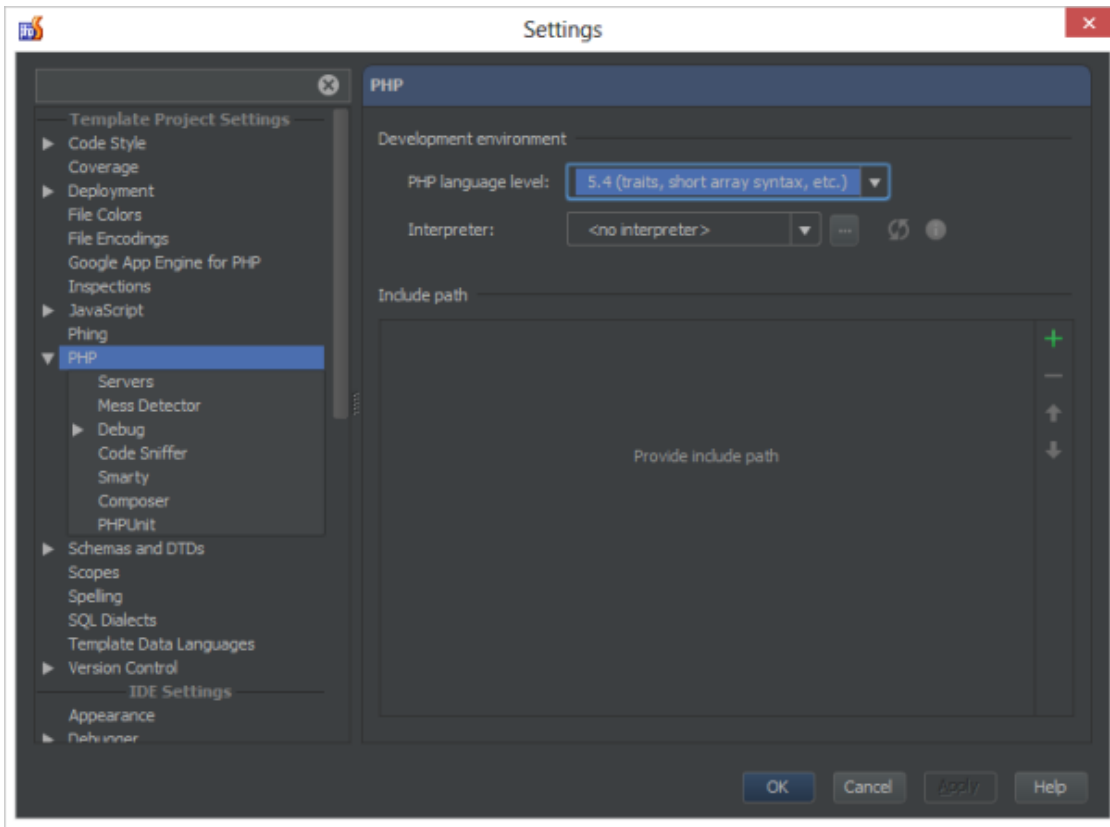 Settings
Template Project Settings
Code Style
Coverage
Deployment
File Colors
File Encodings
Google App Engine for PHP
Inspections
JavaScript
Phing
PHP
Servers
Mess Detector
Debug
Code Sniffer
Smarty
Composer
PHPUnit
Schemas and DTDs
Scopes
Spelling
SQL Dialects
Template Data Languages
Version Control
IDE Settings
Appearance
Debugger
PHP
Development environment
PHP language level: 5.4 (traits, short array syntax, etc.)
Interpreter: <no interpreter> ...
Include path
Provide include path
OK Cancel Apply Help